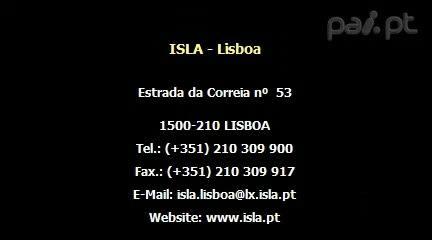 pai.pt
ISLA - Lisboa
Estrada da Correia nº 53
1500-210 LISBOA
Tel.: (+351) 210 309 900
Fax.: (+351) 210 309 917
E-Mail: isla.lisboa@lx.isla.pt
Website: www.isla.pt